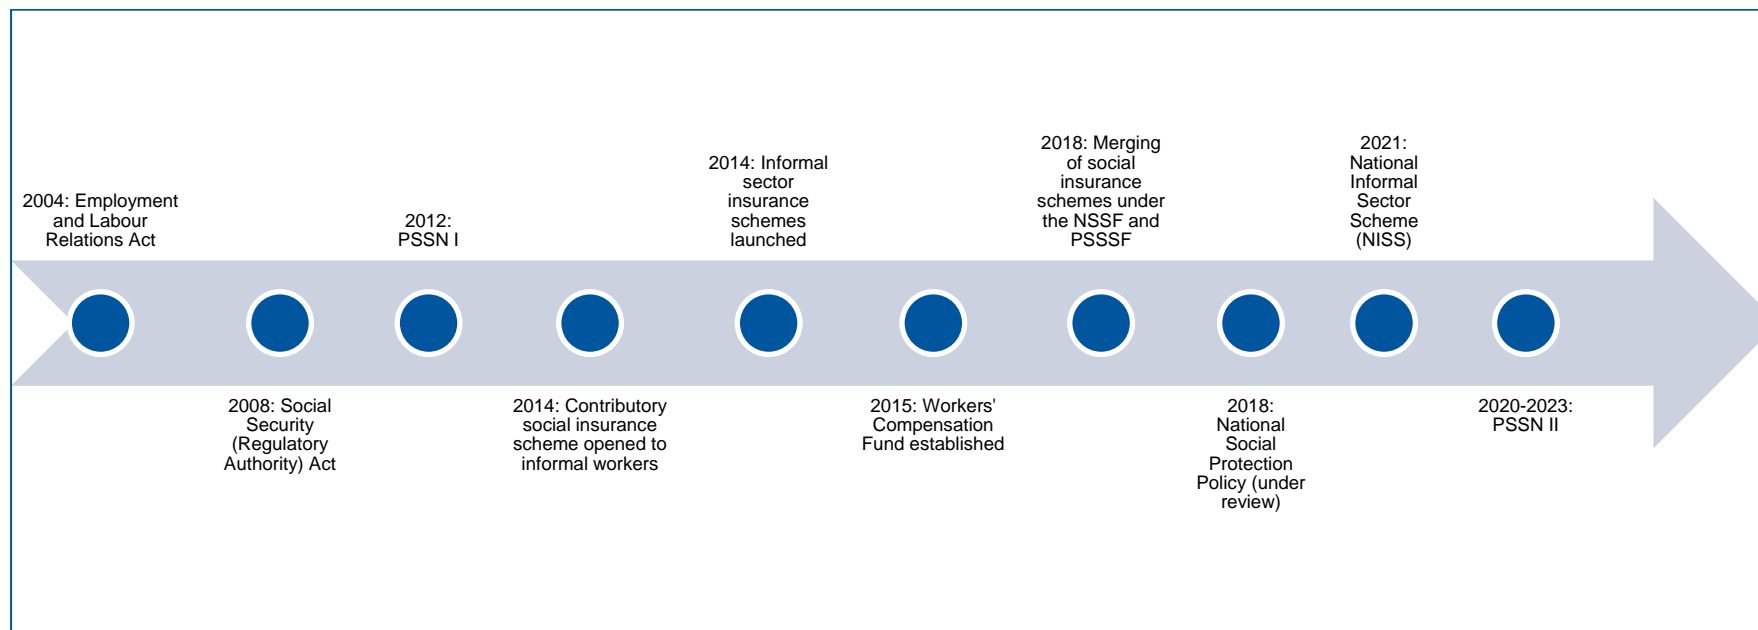 2004: Employment
and Labour
Relations Act
2008: Social
Security
(Regulatory
Authority) Act
2012:
PSSN I
2014: Contributory
social insurance
scheme opened to
informal workers
2014: Informal
sector
insurance
schemes
launched
2015: Workers'
Compensation
Fund established
2018: Merging
of social
insurance
schemes under
the NSSF and
PSSSF
2018:
National
Social
Protection
Policy (under
review)
2021:
National
Informal
Sector
Scheme
(NISS)
2020-2023:
PSSN II